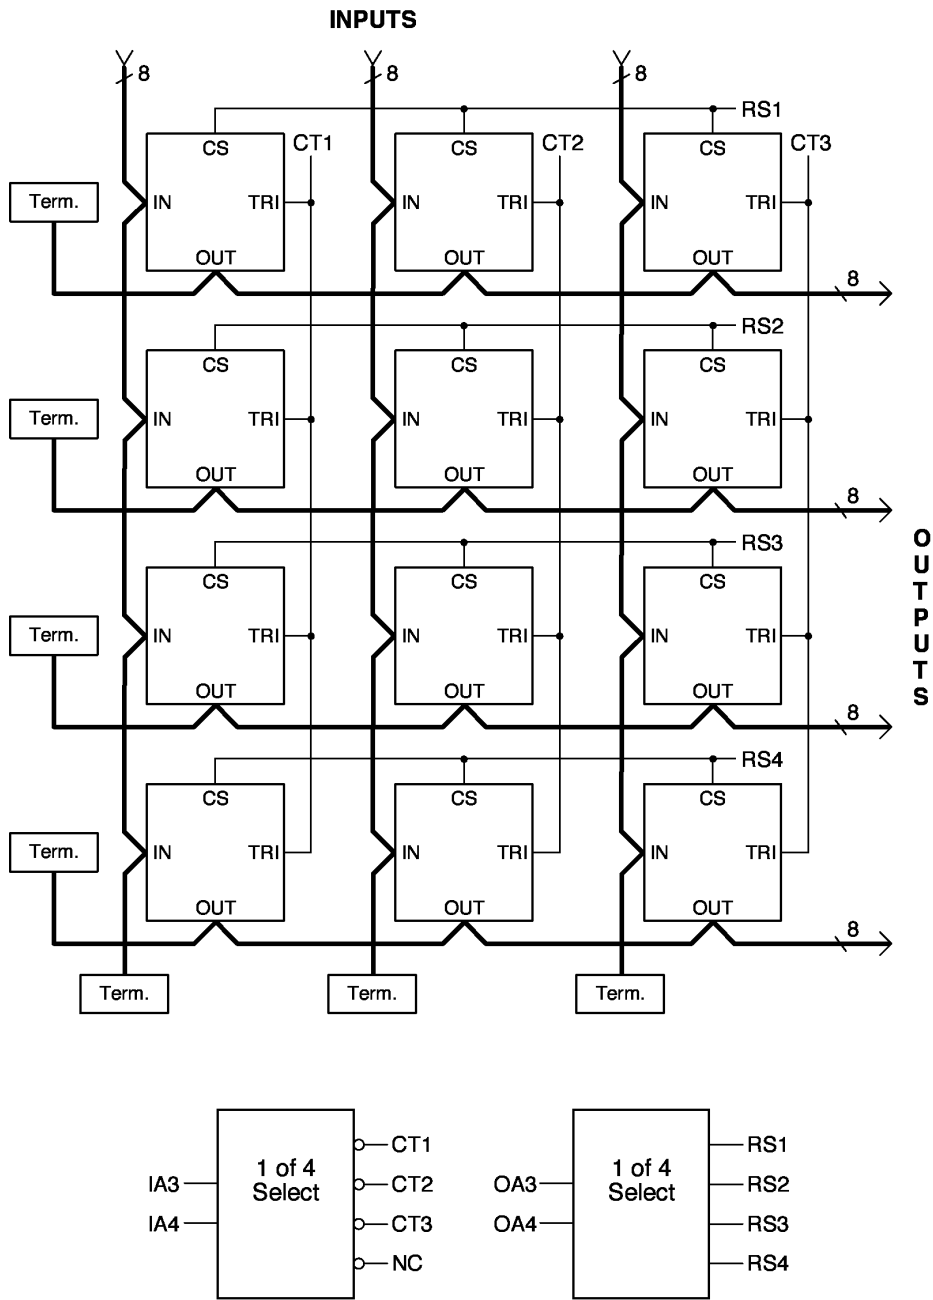 INPUTS
8 8 8
RS1
CT1 CT2 CT3
CS CS CS
Term. IN TRI IN TRI IN TRI
OUT OUT OUT
8
RS2
CS CS CS
Term. IN TRI IN TRI IN TRI
OUT OUT OUT
8
OUTPUTS
RS3
CS CS CS
Term. IN TRI IN TRI IN TRI
OUT OUT OUT
8
RS4
CS CS CS
Term. IN TRI IN TRI IN TRI
OUT OUT OUT
8
Term. Term. Term.
1 of 4
Select
IA3
IA4
CT1
CT2
CT3
NC
1 of 4
Select
OA3
OA4
RS1
RS2
RS3
RS4